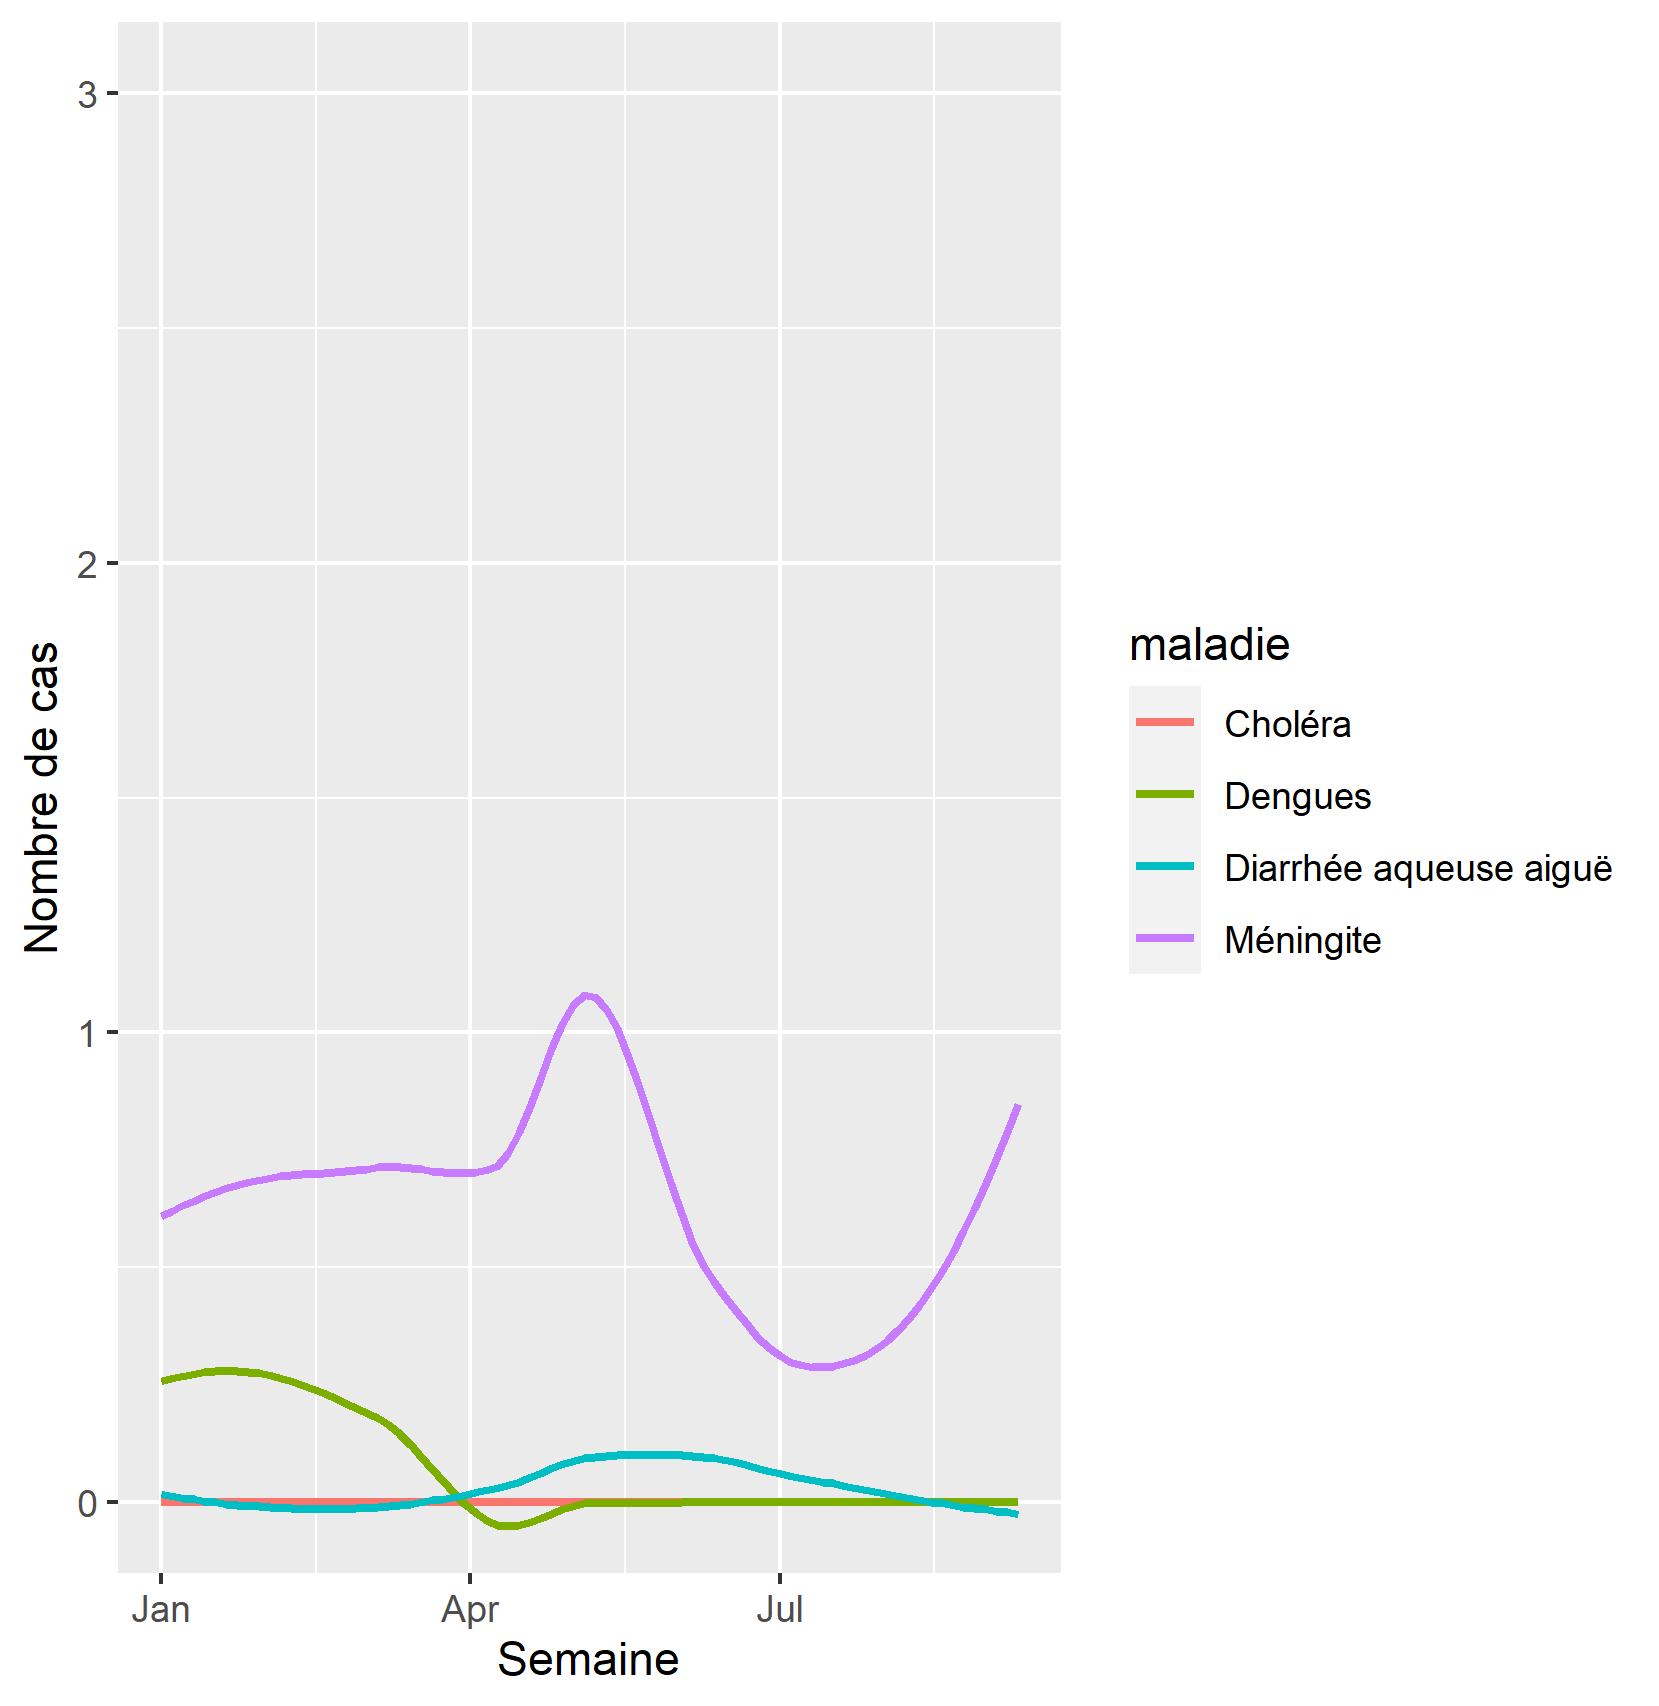 3
2
1
0
Nombre de cas
Jan Apr Jul
Semaine
maladie
Choléra
Dengues
Diarrhée aqueuse aiguë
Méningite